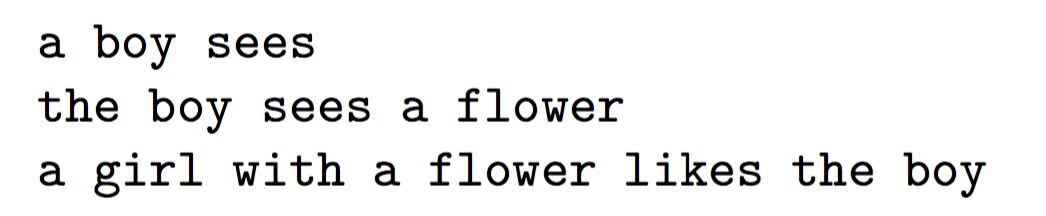 a boy sees
the boy sees a flower
a girl with a flower likes the boy